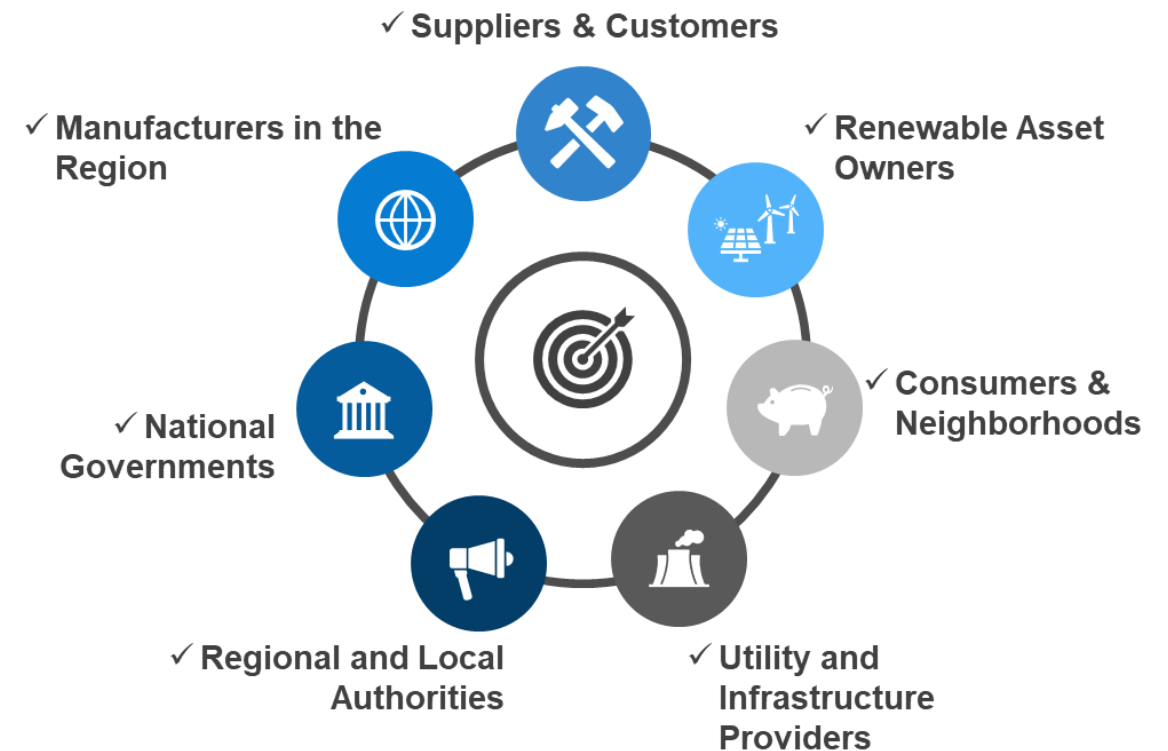 ✓ Suppliers & Customers
✓ Manufacturers in the
Region
✓ Renewable Asset
Owners
✓ Consumers &
Neighborhoods
✓ National
Governments
✓ Regional and Local
Authorities
✓ Utility and
Infrastructure
Providers